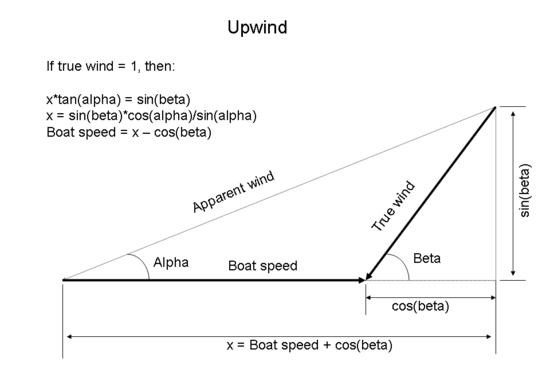 Upwind
If true wind = 1, then:
x*tan(alpha) = sin(beta)
x = sin(beta)*cos(alpha)/sin(alpha)
Boat speed = x – cos(beta)
Apparent wind
True wind
sin(beta)
Alpha
Boat speed
Beta
cos(beta)
x = Boat speed + cos(beta)